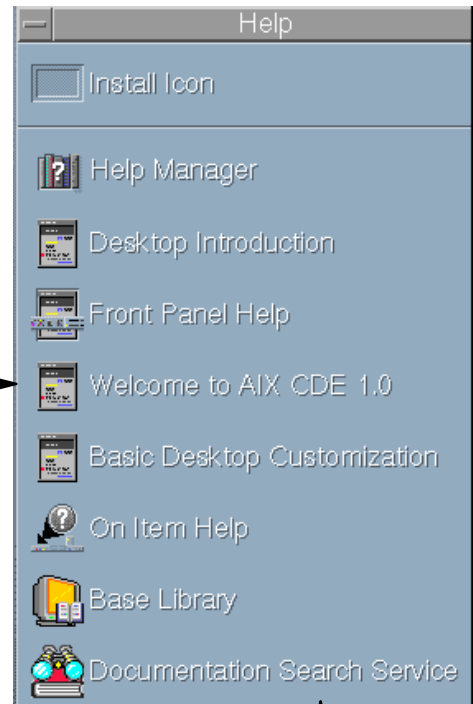 Help
Install Icon
Help Manager
Desktop Introduction
Front Panel Help
Welcome to AIX CDE 1.0
Basic Desktop Customization
On Item Help
Base Library
Documentation Search Service